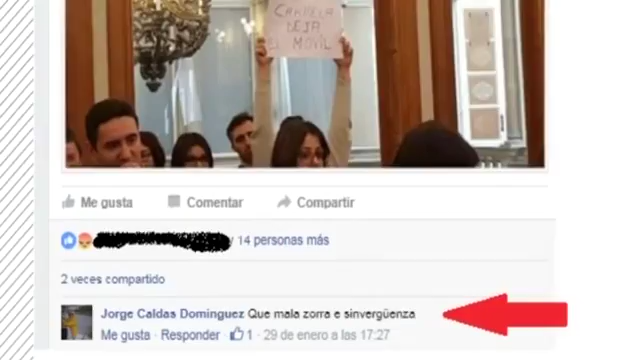 CANDELA
DEJA
EL MOVIL
Me gusta Comentar Compartir
y 14 personas más
2 veces compartido
Jorge Caldas Dominguez Que mala zorra e sinvergüenza
Me gusta · Responder · 1 · 29 de enero a las 17:27